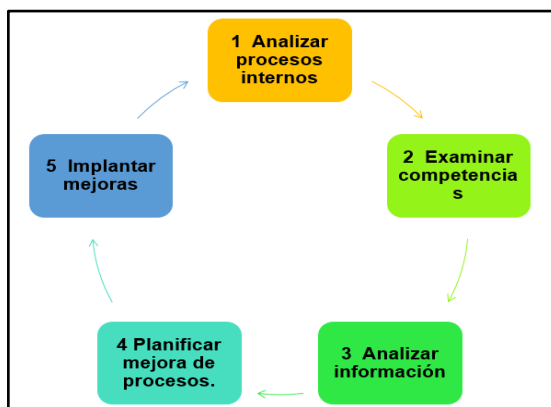 1 Analizar
procesos
internos
2 Examinar
competencia
s
3 Analizar
información
4 Planificar
mejora de
procesos.
5 Implantar
mejoras